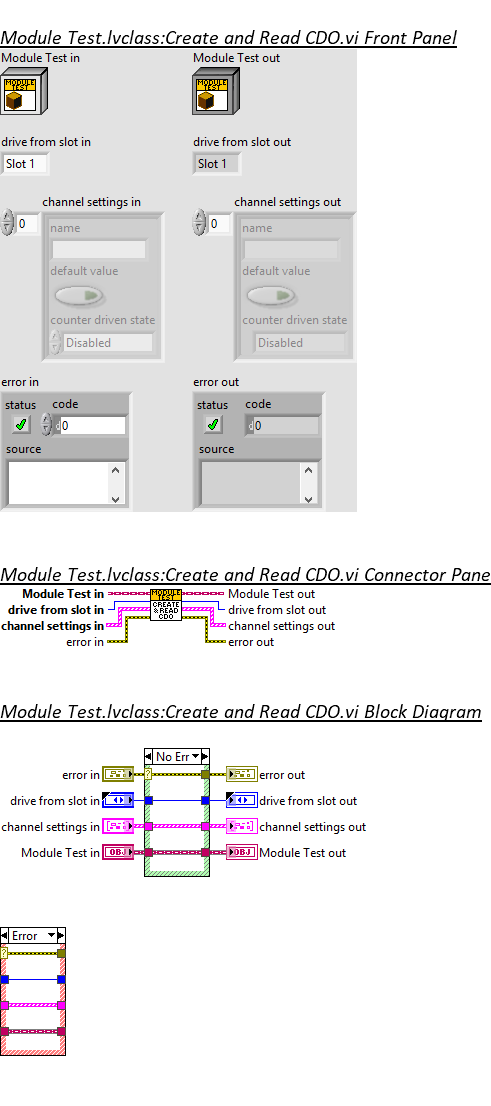 Module Test.lvclass:Create and Read CDO.vi Front Panel
Module Test in Module Test out
MODULE TEST MODULE TEST
drive from slot in drive from slot out
Slot 1 Slot 1
channel settings in channel settings out
0 name 0 name
default value default value
counter driven state counter driven state
Disabled Disabled
error in error out
status code status code
d0 d0
source source
Module Test.lvclass:Create and Read CDO.vi Connector Pane
Module Test in MODULE Module Test out
TEST
drive from slot in CREATE drive from slot out
& READ
channel settings in CDO channel settings out
error in error out
Module Test.lvclass:Create and Read CDO.vi Block Diagram
No Err
error in ? error out
drive from slot in drive from slot out
channel settings in channel settings out
Module Test in OBJ OBJ Module Test out
Error
?